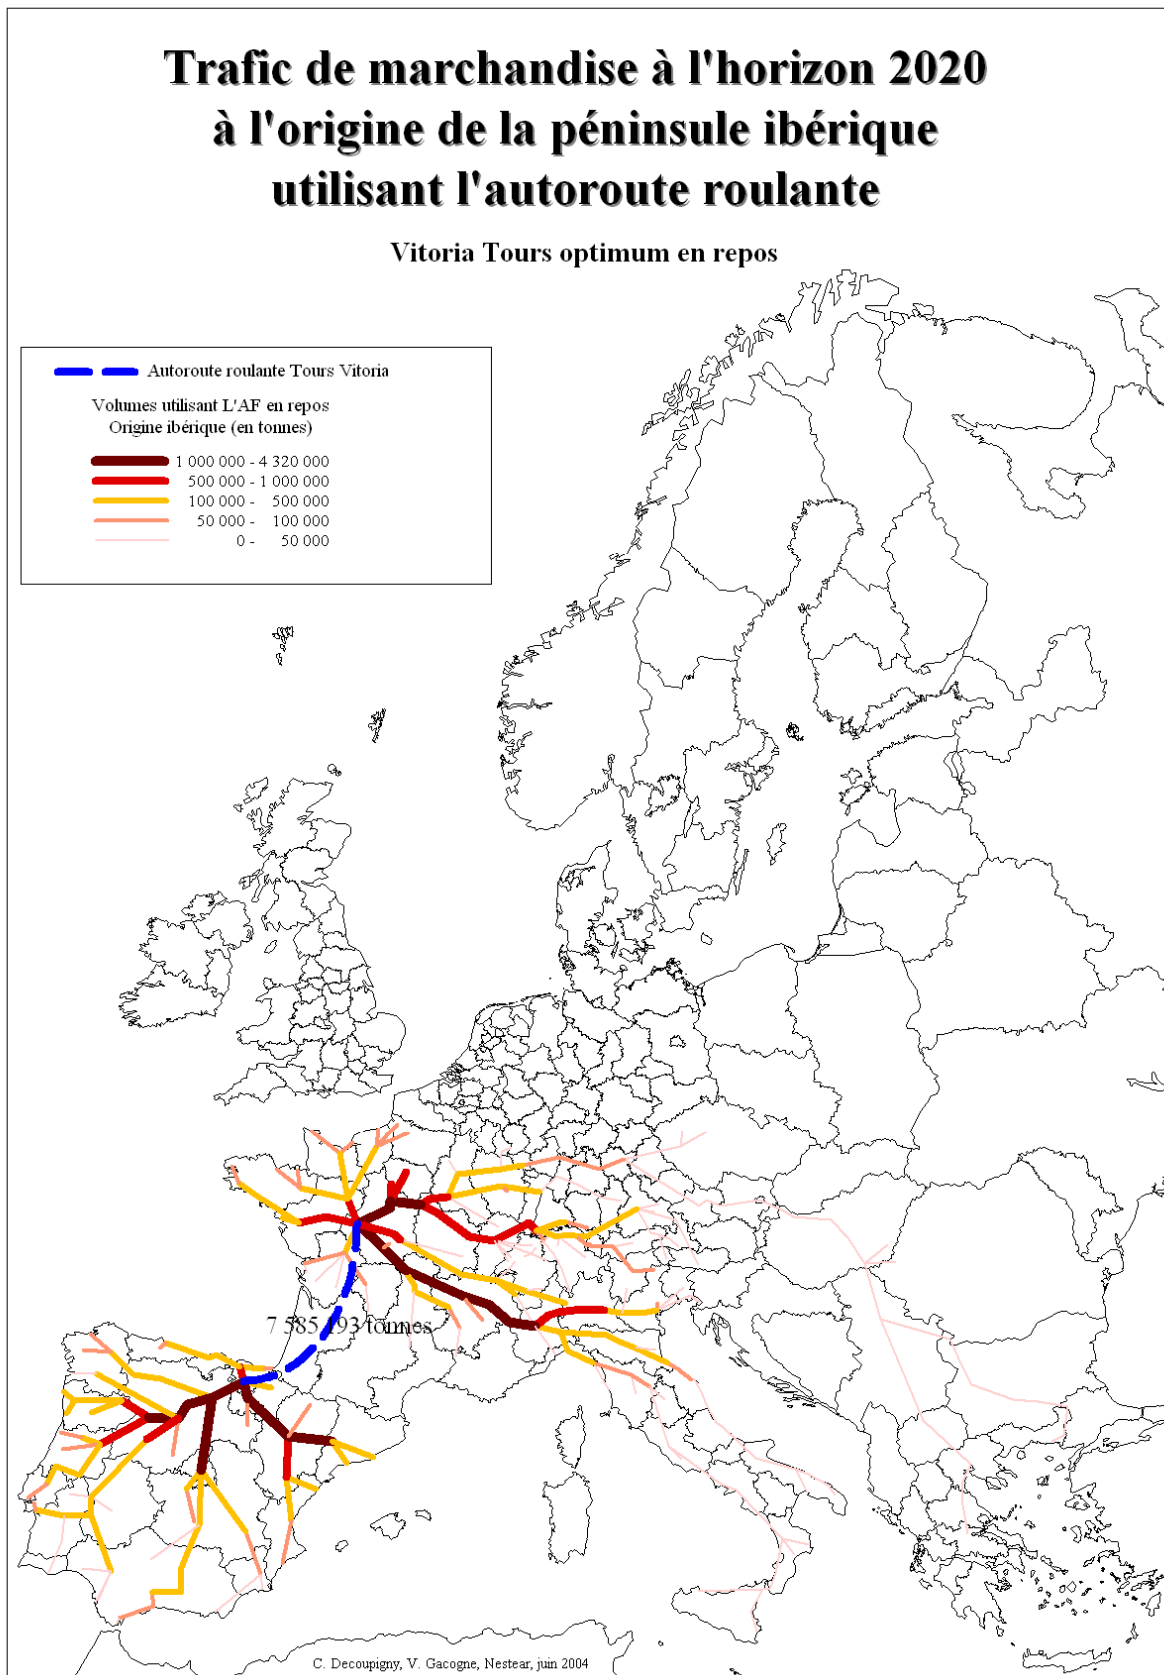 Trafic de marchandise à l'horizon 2020
à l'origine de la péninsule ibérique
utilisant l'autoroute roulante
Vitoria Tours optimum en repos
Autoroute roulante Tours Vitoria
Volumes utilisant L'AF en repos
Origine ibérique (en tonnes)
1 000 000 - 4 320 000
500 000 - 1 000 000
100 000 - 500 000
50 000 - 100 000
0 - 50 000
7 585 193 tonnes
C. Decoupigny, V. Gacogne, Nestear, juin 2004